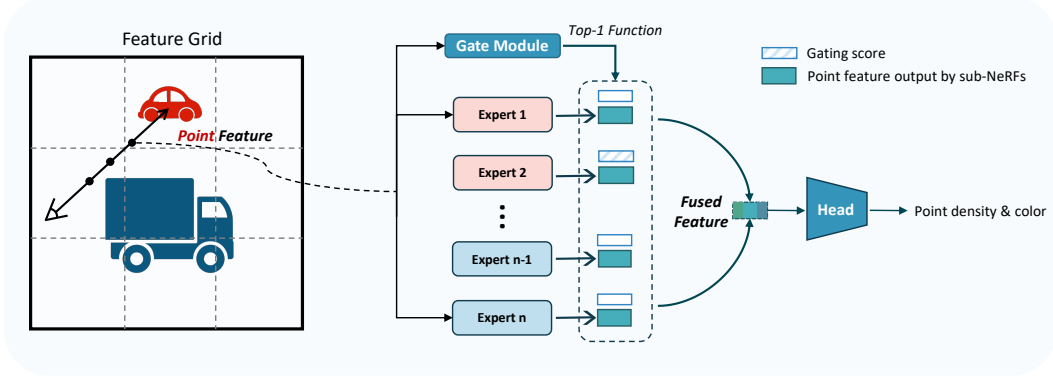 Feature Grid
Point Feature
Gate Module
Top-1 Function
Gating score
Point feature output by sub-NeRFs
Expert 1
Expert 2
Expert n-1
Expert n
Fused
Feature
Head
Point density & color